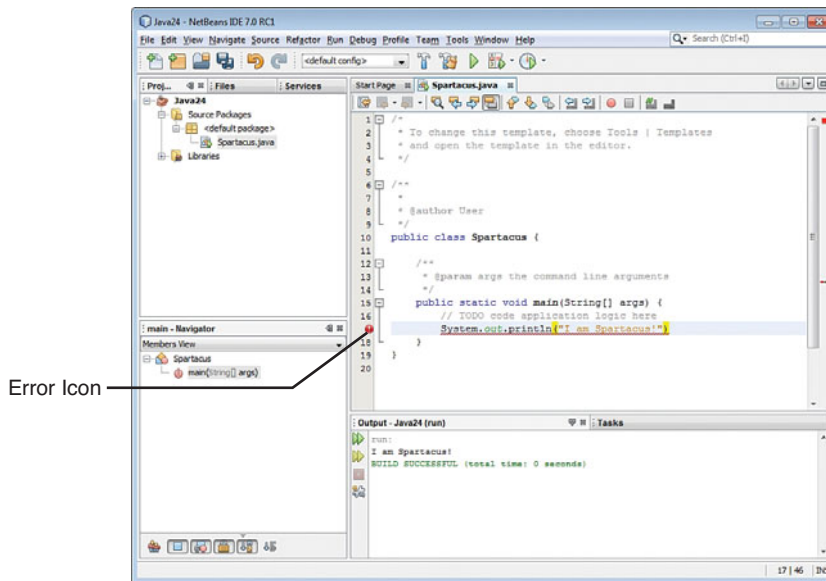 Java24 - NetBeans IDE 7.0 RC1
File Edit View Navigate Source Refactor Run Debug Profile Team Tools Window Help
Search (Ctrl+I)
<default config>
Proj... Files Services
Start Page Spartacus.java
Java24
Source Packages
<default package>
Spartacus.java
Libraries
1 /*
2 * To change this template, choose Tools | Templates
3 * and open the template in the editor.
4 */
5
6 /**
7 *
8 * @author User
9 */
10 public class Spartacus {
11
12 /**
13 * @param args the command line arguments
14 */
15 public static void main(String[] args) {
16 // TODO code application logic here
System.out.println("I am Spartacus!")
18 }
19 }
20
main - Navigator
Members View
Spartacus
main(String[] args)
Error Icon
Output - Java24 (run) Tasks
run:
I am Spartacus!
BUILD SUCCESSFUL (total time: 0 seconds)
17 | 46 IN